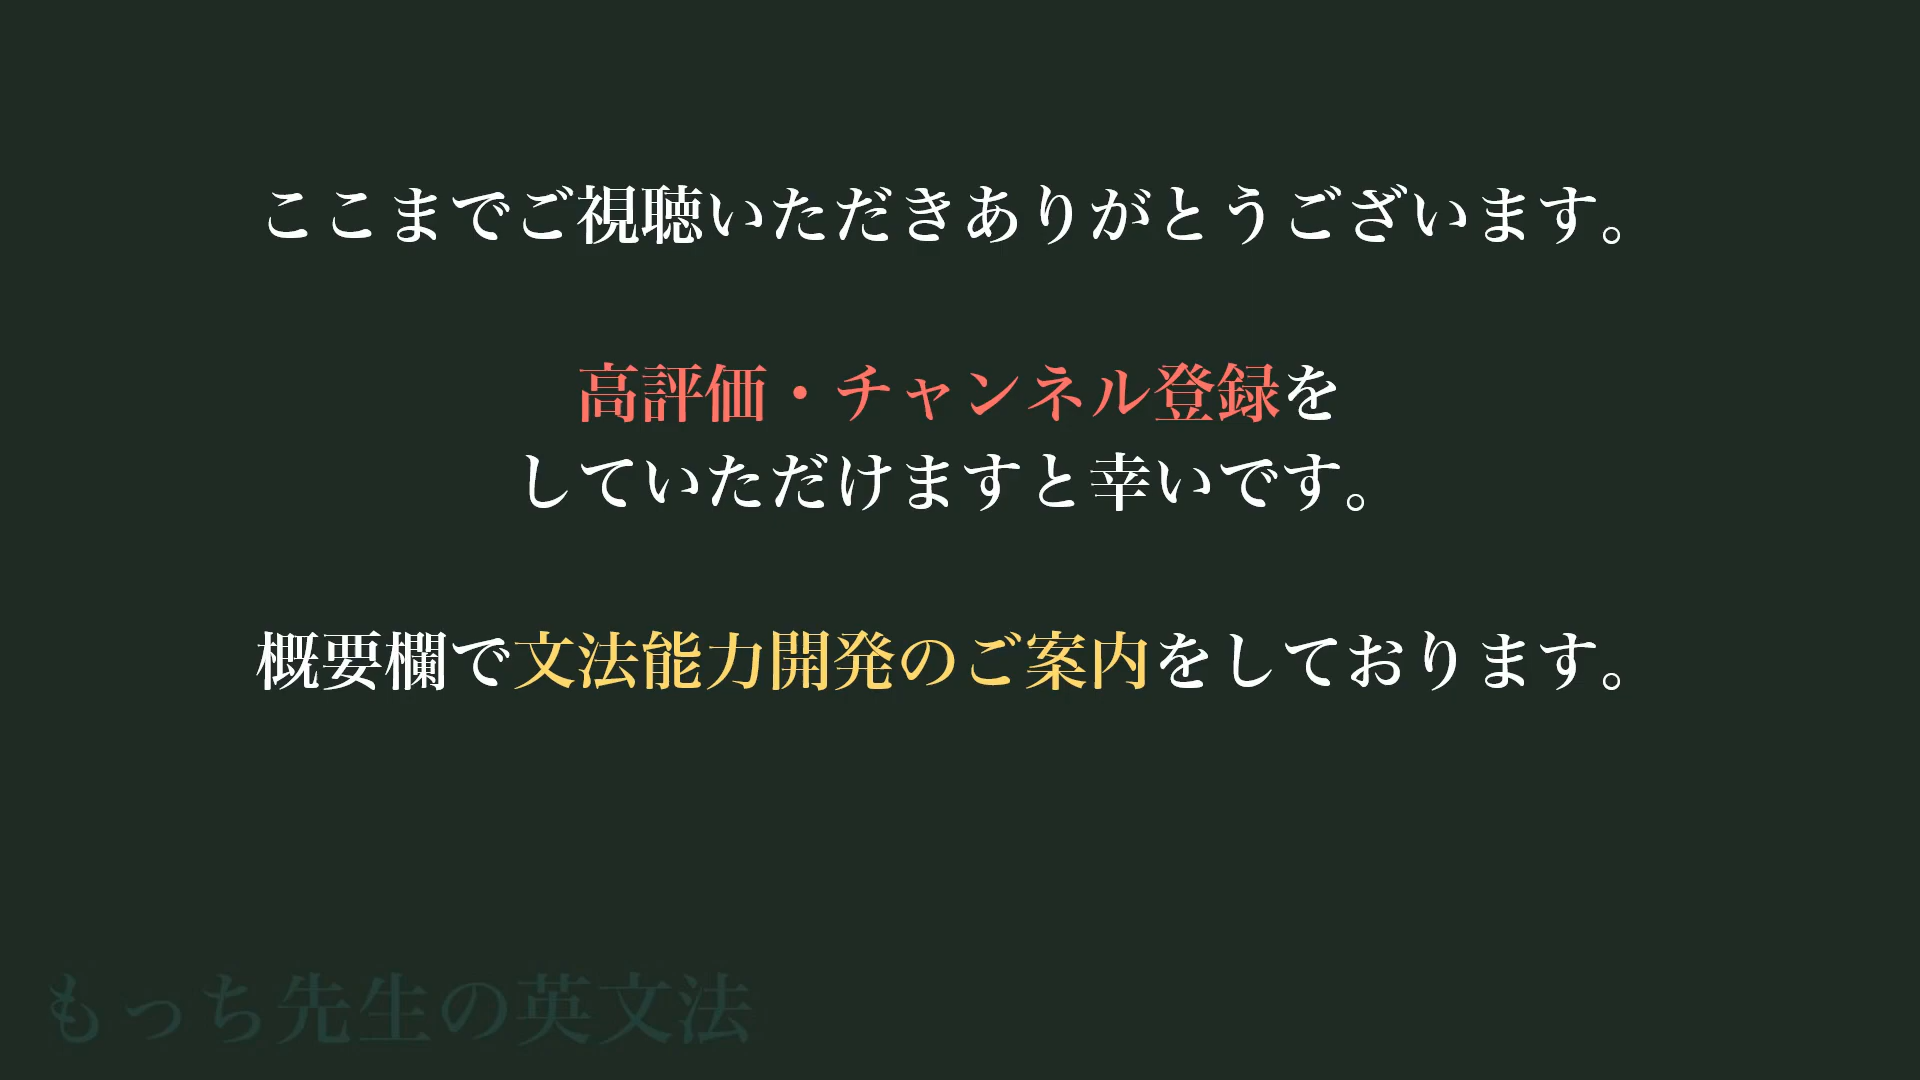 ここまでご視聴いただきありがとうございます。
高評価・チャンネル登録を
していただけますと幸いです。
概要欄で文法能力開発のご案内をしております。
もっち先生の英文法